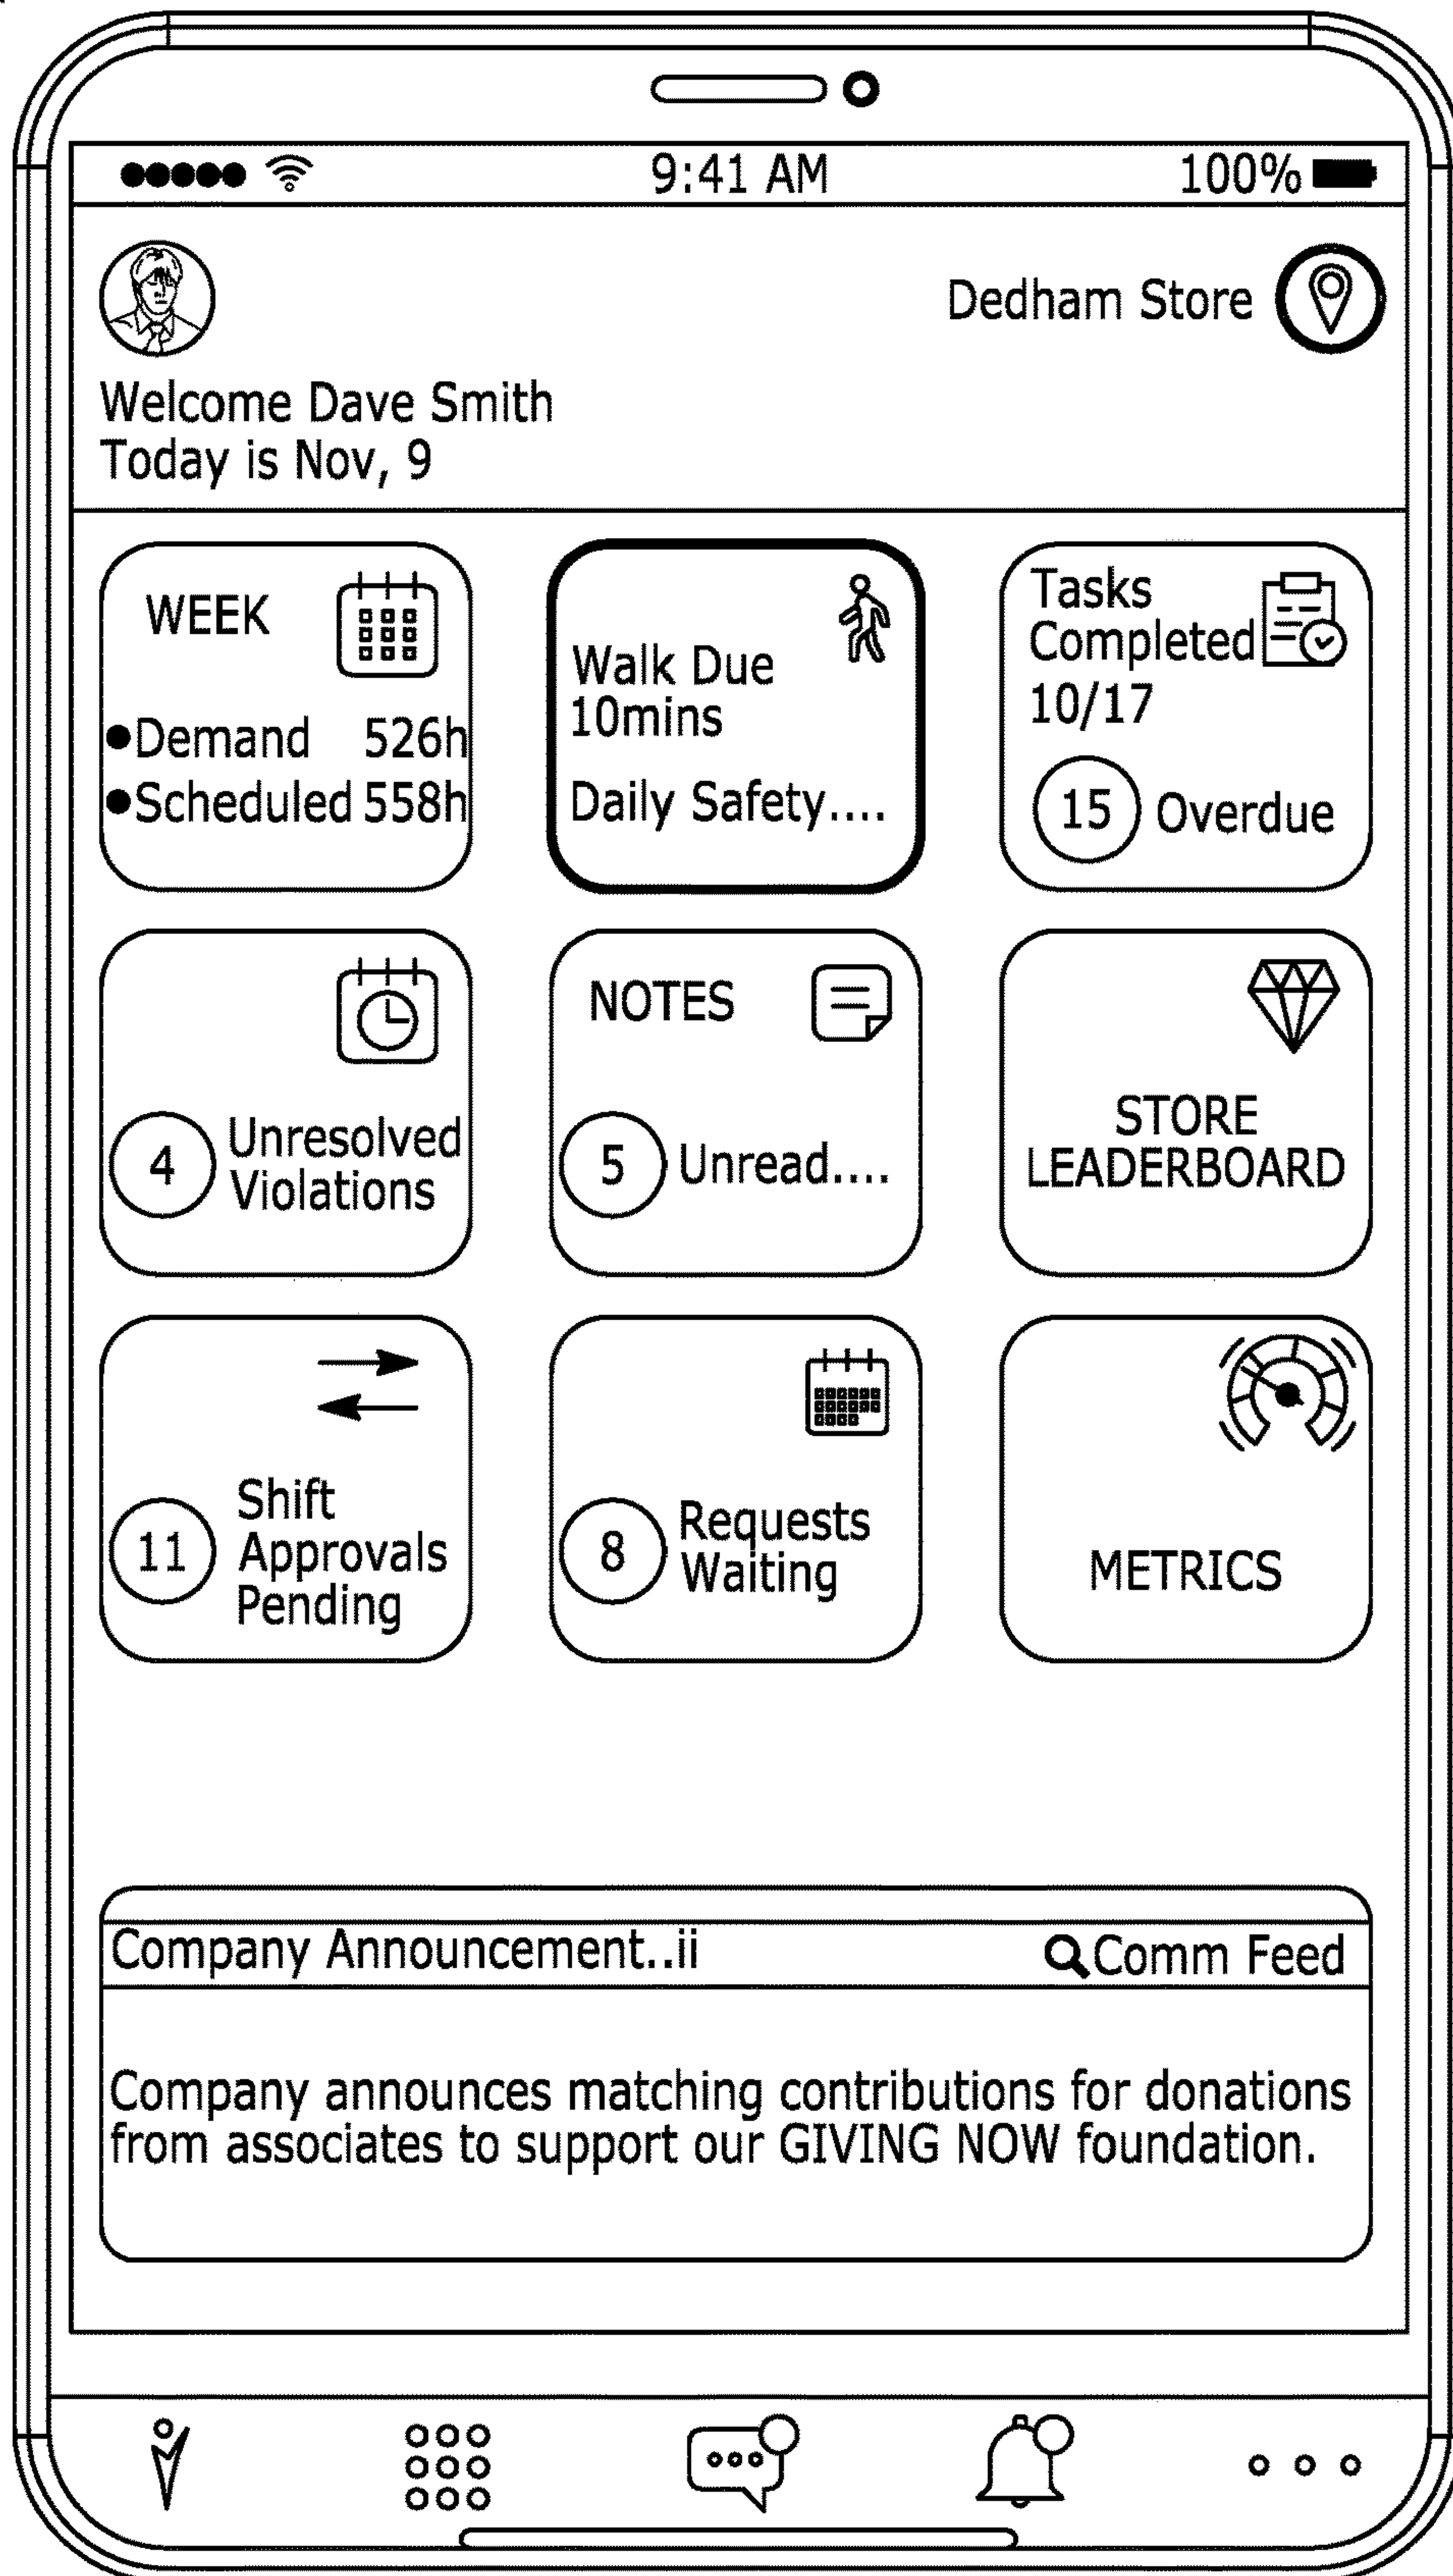 9:41 AM
100%
Dedham Store
Welcome Dave Smith
Today is Nov, 9
WEEK
●Demand 526h
●Scheduled 558h
Walk Due
10mins
Daily Safety....
Tasks
Completed
10/17
15 Overdue
4 Unresolved
Violations
NOTES
5 Unread....
STORE
LEADERBOARD
11 Shift
Approvals
Pending
8 Requests
Waiting
METRICS
Company Announcement..ii
Comm Feed
Company announces matching contributions for donations
from associates to support our GIVING NOW foundation.